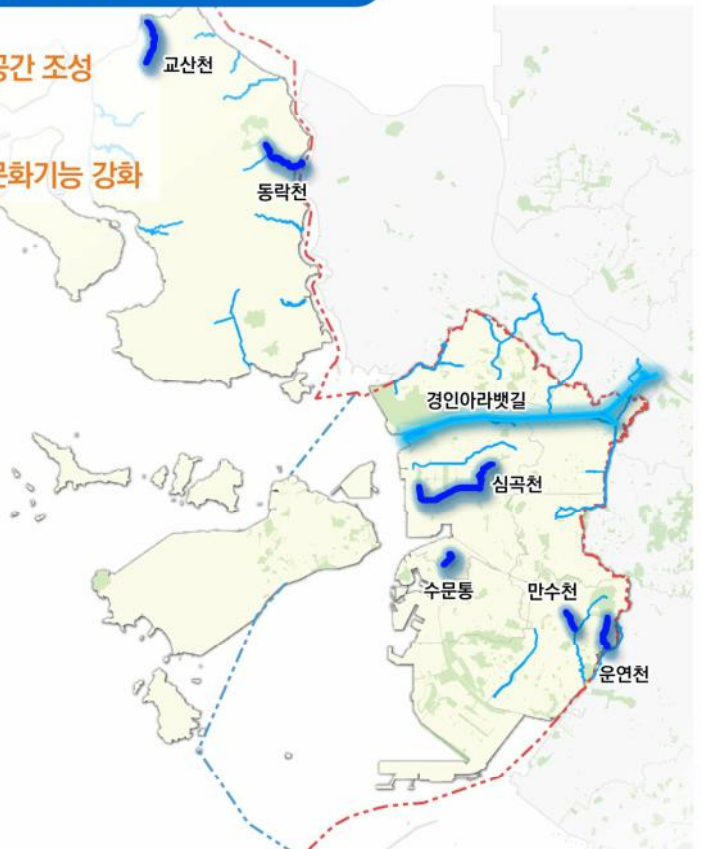 공간 조성
교산천
문화기능 강화
동락천
경인아라뱃길
심곡천
수문통
만수천
운연천